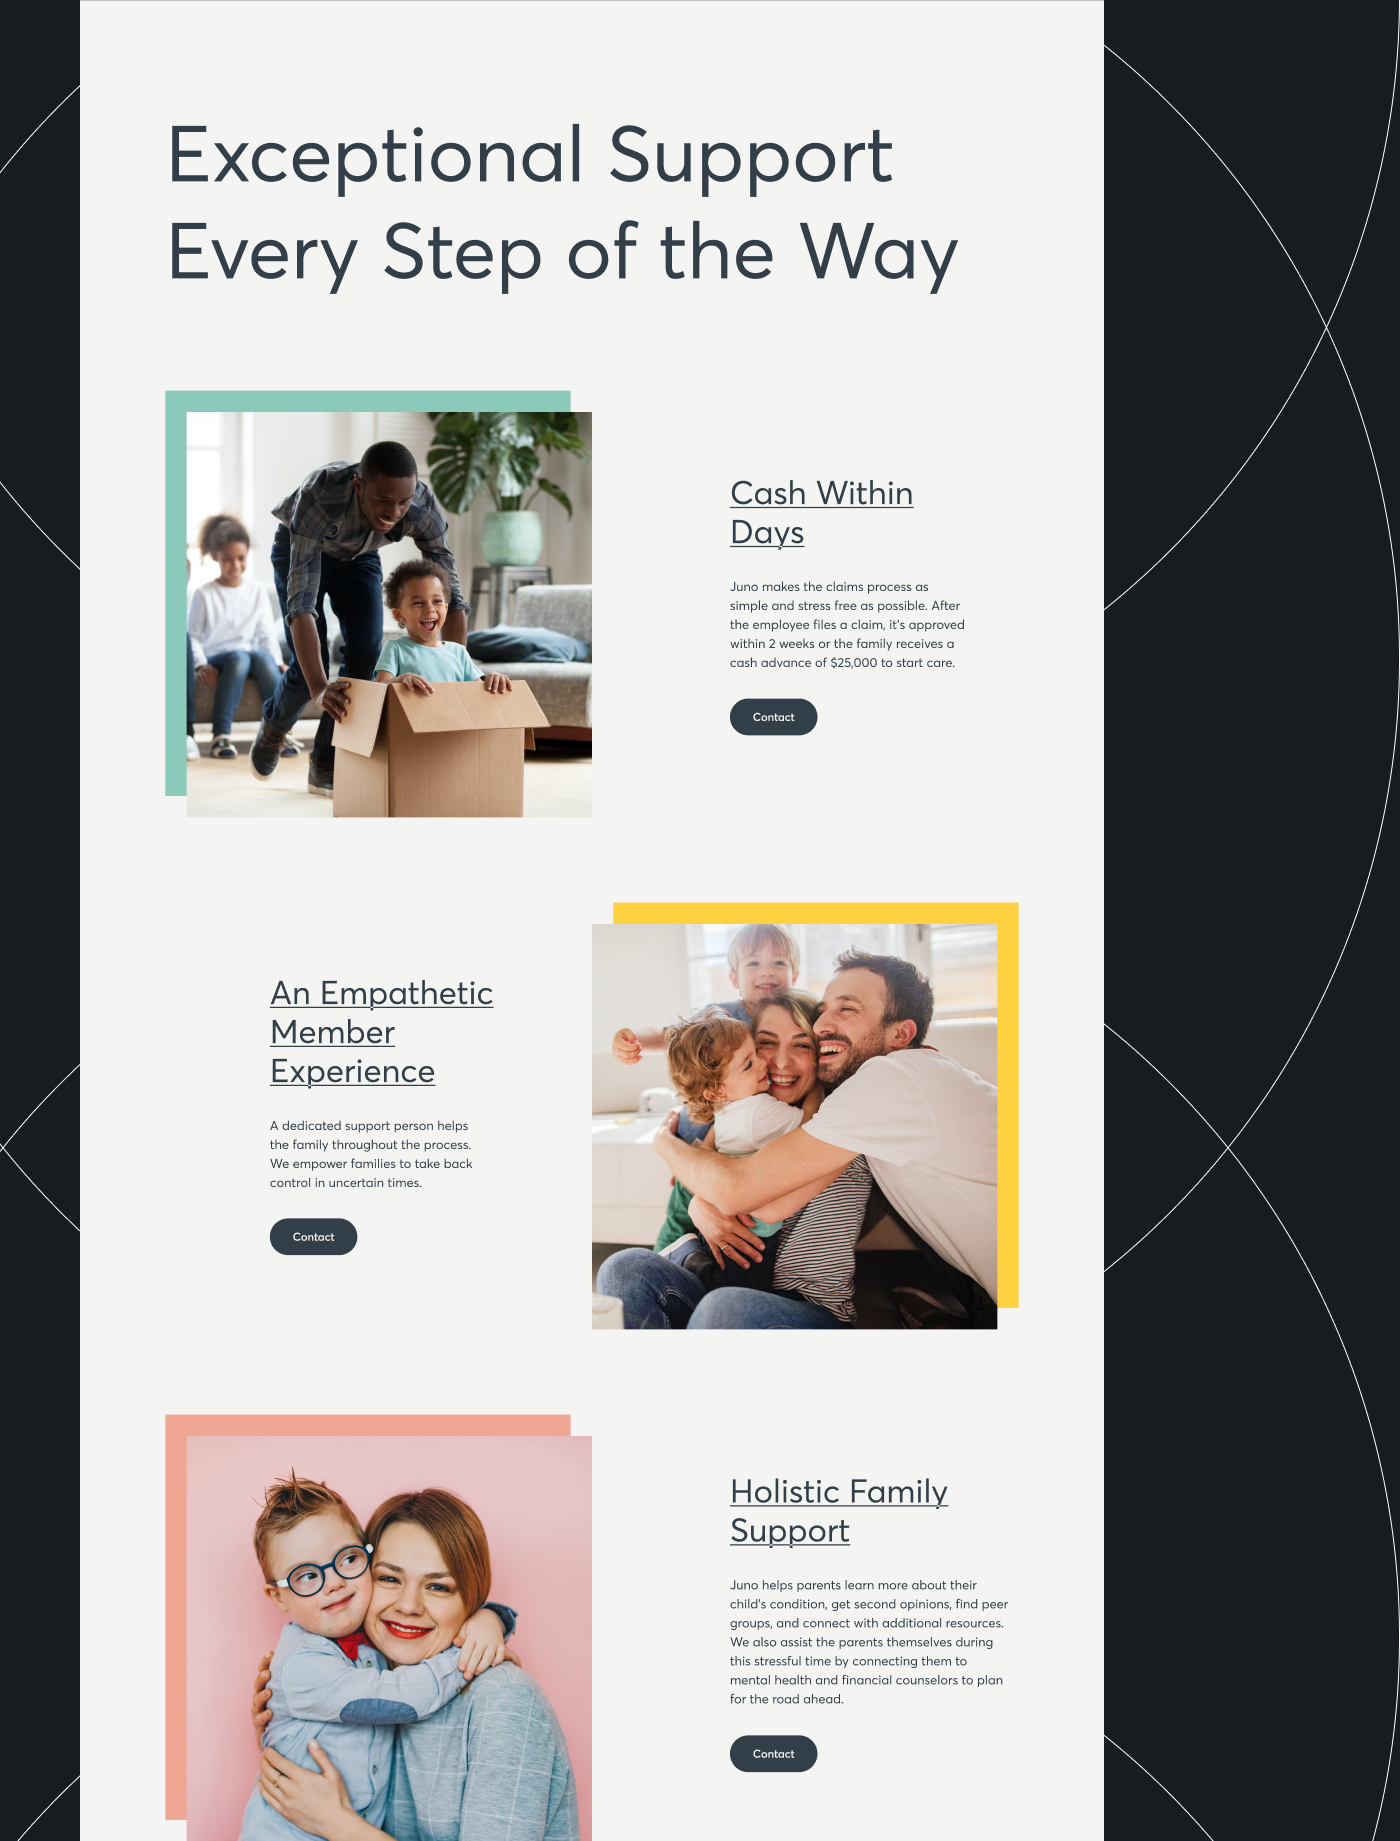 Exceptional Support
Every Step of the Way
Cash Within
Days
Juno makes the claims process as
simple and stress free as possible. After
the employee files a claim, it's approved
within 2 weeks or the family receives a
cash advance of $25,000 to start care.
Contact
An Empathetic
Member
Experience
A dedicated support person helps
the family throughout the process.
We empower families to take back
control in uncertain times.
Contact
Holistic Family
Support
Juno helps parents learn more about their
child's condition, get second opinions, find peer
groups, and connect with additional resources.
We also assist the parents themselves during
this stressful time by connecting them to
mental health and financial counselors to plan
for the road ahead.
Contact